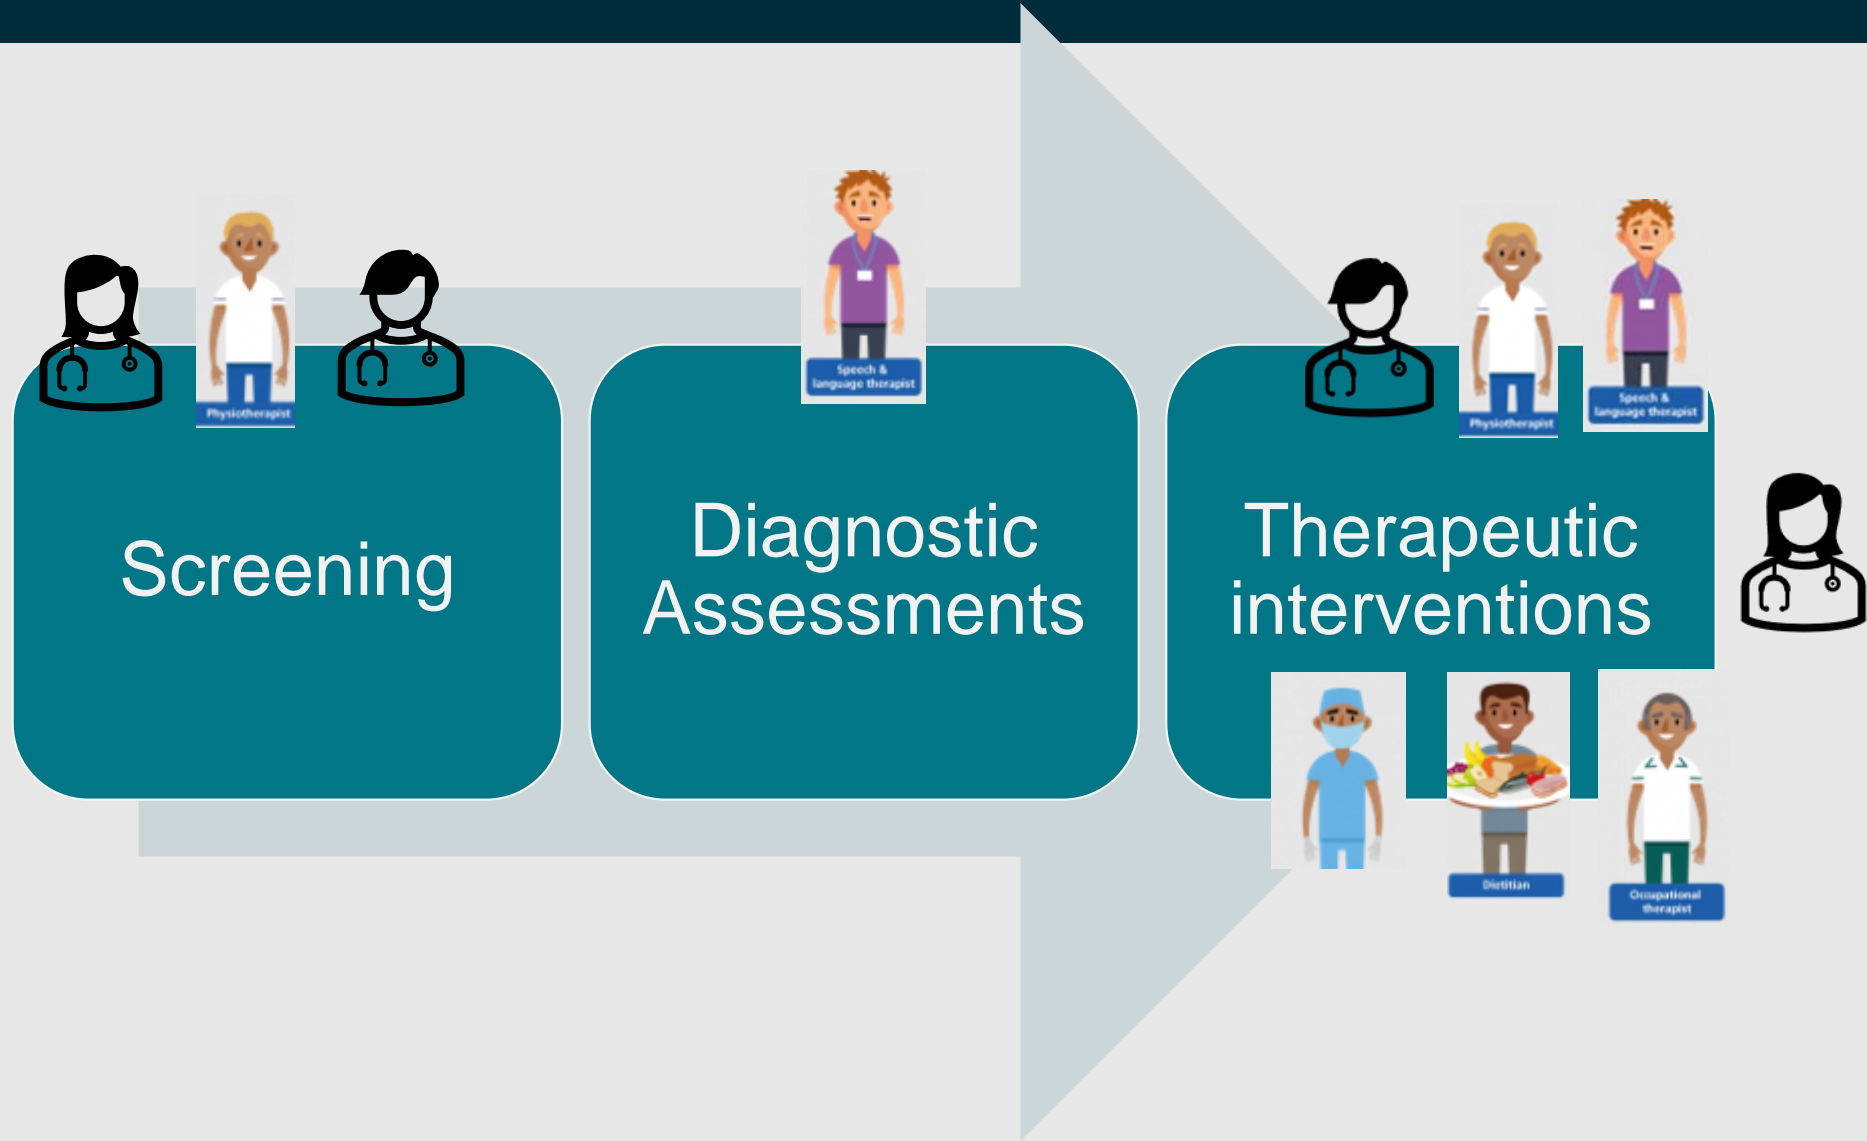 Physiotherapist
Screening
Speech &
language therapist
Diagnostic
Assessments
Physiotherapist
Speech &
language therapist
Therapeutic
interventions
Dietitian
Occupational
therapist